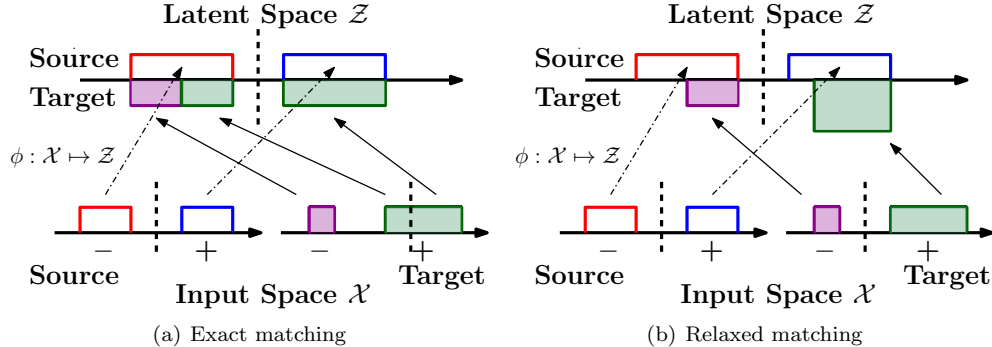 Latent Space 𝒵
Source
Target
ϕ : 𝒳 ↦ 𝒵
− + − +
Source Target
Input Space 𝒳
(a) Exact matching
Latent Space 𝒵
Source
Target
ϕ : 𝒳 ↦ 𝒵
− + − +
Source Target
Input Space 𝒳
(b) Relaxed matching